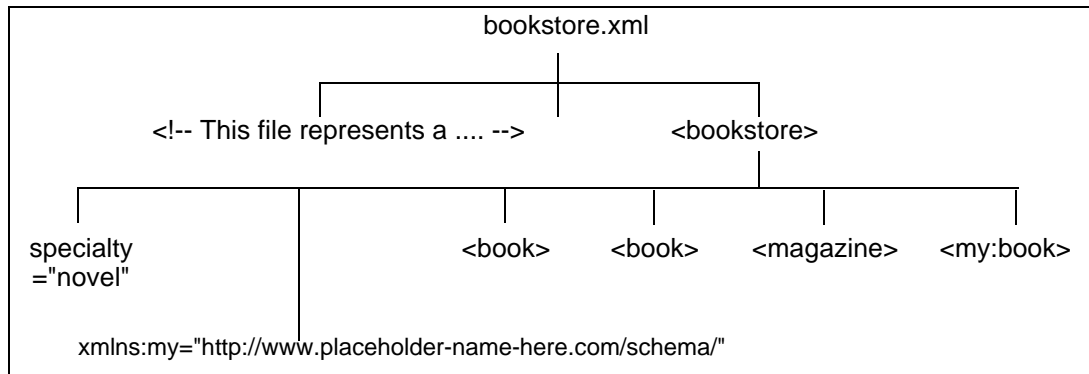 bookstore.xml
<!-- This file represents a .... -->
<bookstore>
specialty
="novel"
<book>
<book>
<magazine>
<my:book>
xmlns:my="http://www.placeholder-name-here.com/schema/"